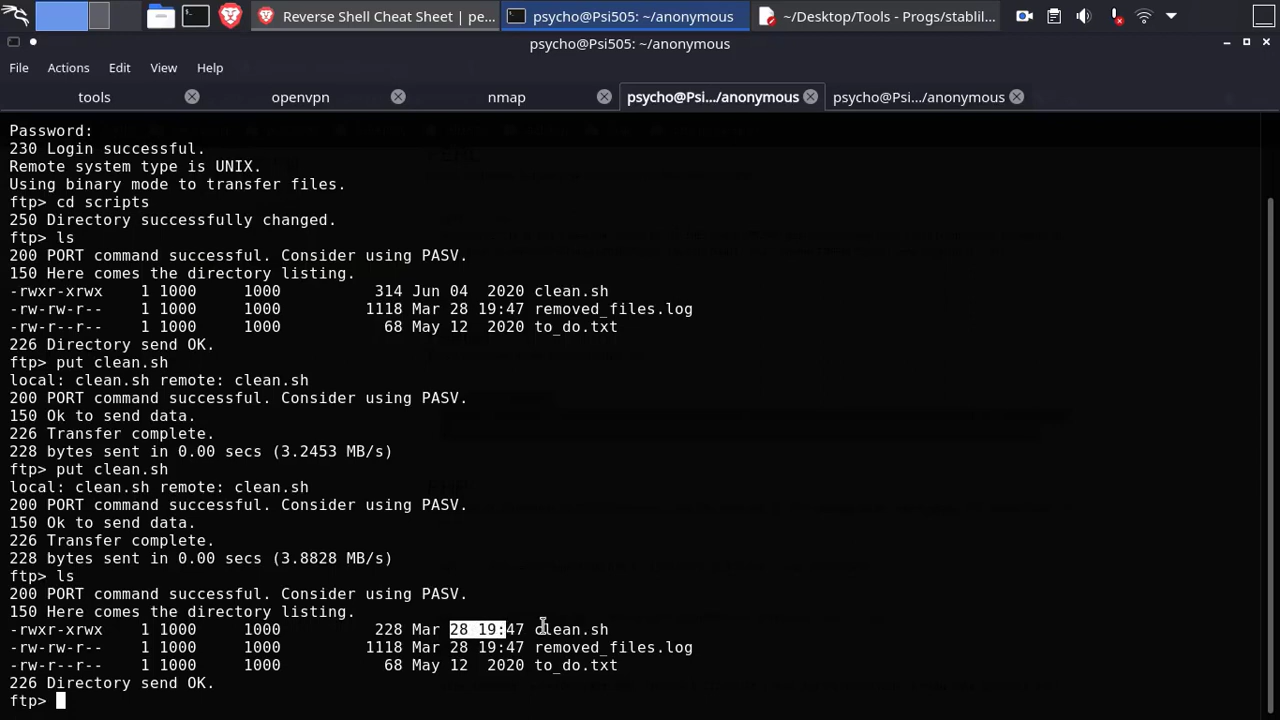 Reverse Shell Cheat Sheet | pe...
psycho@Psi505: ~/anonymous
~/Desktop/Tools - Progs/stablil...
psycho@Psi505: ~/anonymous
File Actions Edit View Help
tools openvpn nmap psycho@Psi.../anonymous psycho@Psi.../anonymous
Password:
230 Login successful.
Remote system type is UNIX.
Using binary mode to transfer files.
ftp> cd scripts
250 Directory successfully changed.
ftp> ls
200 PORT command successful. Consider using PASV.
150 Here comes the directory listing.
-rwxr-xrwx    1 1000     1000          314 Jun 04  2020 clean.sh
-rw-rw-r--    1 1000     1000         1118 Mar 28 19:47 removed_files.log
-rw-r--r--    1 1000     1000           68 May 12  2020 to_do.txt
226 Directory send OK.
ftp> put clean.sh
local: clean.sh remote: clean.sh
200 PORT command successful. Consider using PASV.
150 Ok to send data.
226 Transfer complete.
228 bytes sent in 0.00 secs (3.2453 MB/s)
ftp> put clean.sh
local: clean.sh remote: clean.sh
200 PORT command successful. Consider using PASV.
150 Ok to send data.
226 Transfer complete.
228 bytes sent in 0.00 secs (3.8828 MB/s)
ftp> ls
200 PORT command successful. Consider using PASV.
150 Here comes the directory listing.
-rwxr-xrwx    1 1000     1000          228 Mar 28 19:47 clean.sh
-rw-rw-r--    1 1000     1000         1118 Mar 28 19:47 removed_files.log
-rw-r--r--    1 1000     1000           68 May 12  2020 to_do.txt
226 Directory send OK.
ftp>